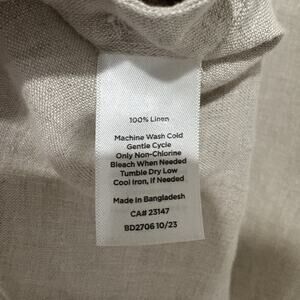 100% Linen
Machine Wash Cold
Gentle Cycle
Only Non-Chlorine
Bleach When Needed
Tumble Dry Low
Cool Iron, If Needed
Made In Bangladesh
CA# 23147
BD2706 10/23